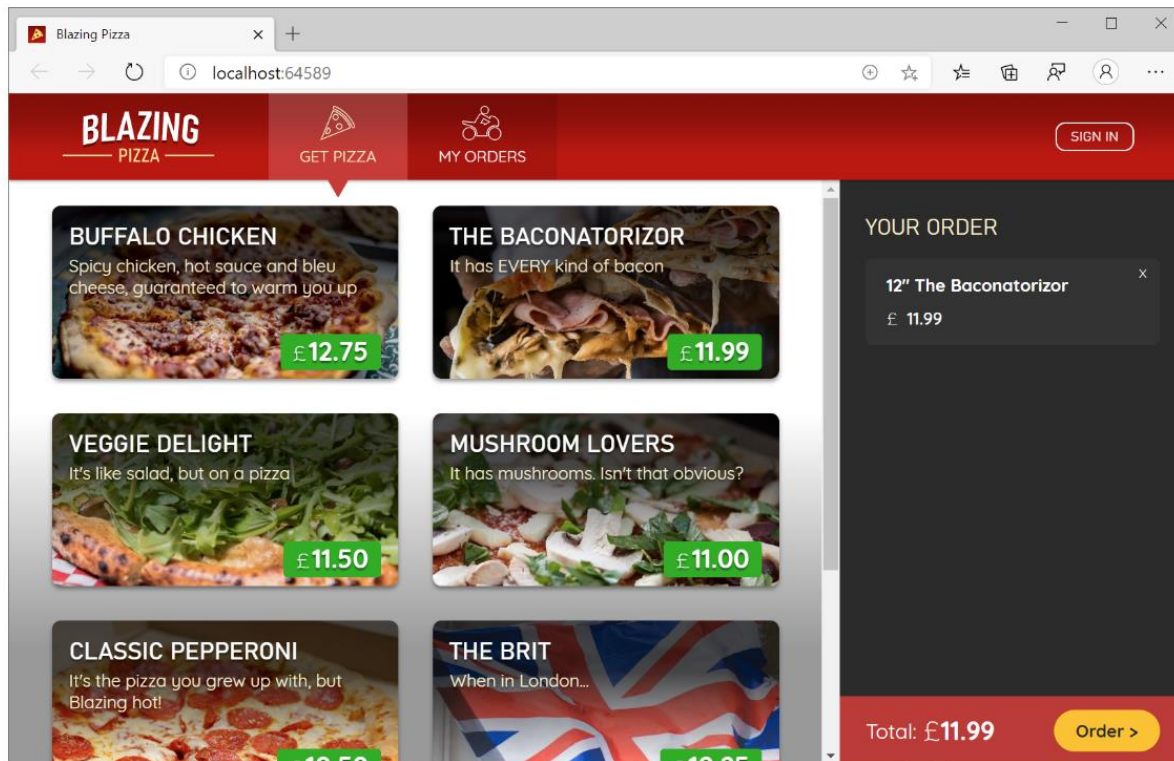 Blazing Pizza
localhost:64589
BLAZING
PIZZA
GET PIZZA
MY ORDERS
SIGN IN
BUFFALO CHICKEN
Spicy chicken, hot sauce and bleu
cheese, guaranteed to warm you up
£12.75
THE BACONATORIZOR
It has EVERY kind of bacon
£11.99
VEGGIE DELIGHT
It's like salad, but on a pizza
£11.50
MUSHROOM LOVERS
It has mushrooms. Isn't that obvious?
£11.00
CLASSIC PEPPERONI
It's the pizza you grew up with, but
Blazing hot!
THE BRIT
When in London...
YOUR ORDER
12" The Baconatorizor
x
£ 11.99
Total: £11.99
Order >